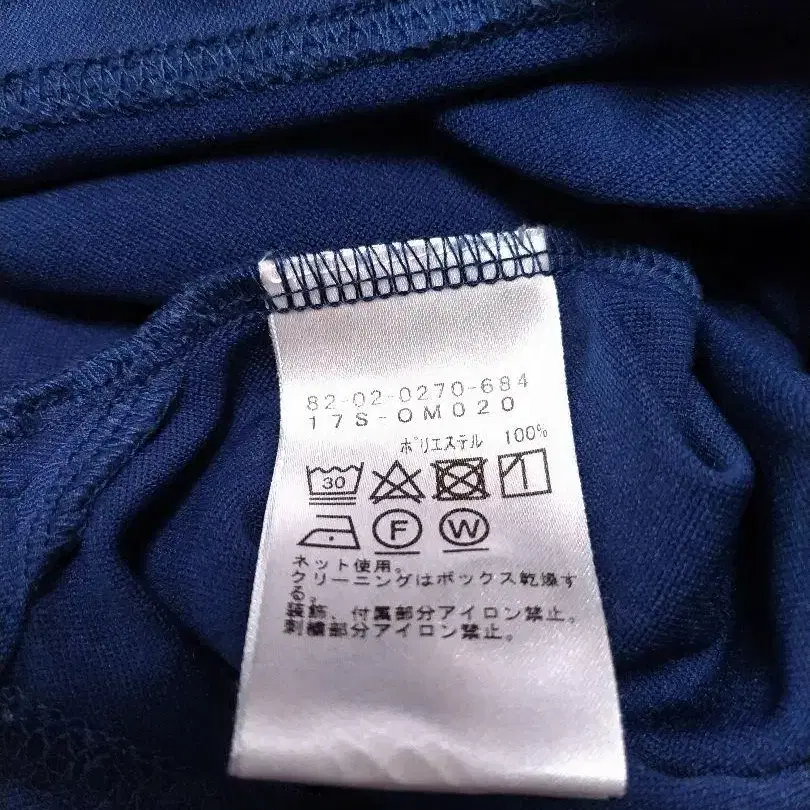 82-02-0270-684
17S-OM020
ポリエステル 100%
30
F W
ネット使用。
クリーニングはボックス乾燥す
る。
装飾、付属部分アイロン禁止。
刺繍部分アイロン禁止。